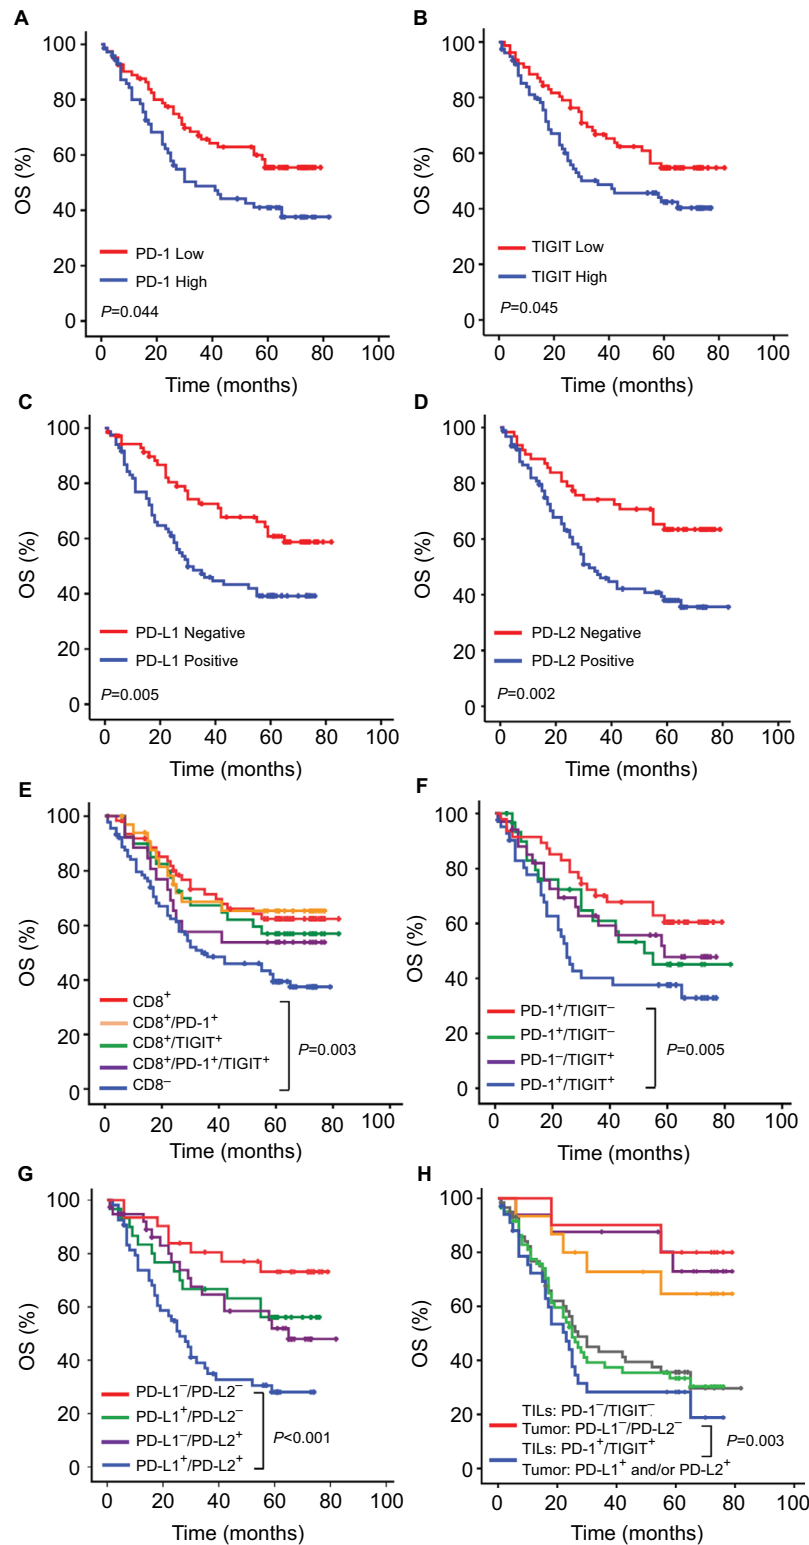 A
100
80
60
40
20
0
OS (%)
PD-1 Low
PD-1 High
P=0.044
0 20 40 60 80 100
Time (months)
B
100
80
60
40
20
0
OS (%)
TIGIT Low
TIGIT High
P=0.045
0 20 40 60 80 100
Time (months)
C
100
80
60
40
20
0
OS (%)
PD-L1 Negative
PD-L1 Positive
P=0.005
0 20 40 60 80 100
Time (months)
D
100
80
60
40
20
0
OS (%)
PD-L2 Negative
PD-L2 Positive
P=0.002
0 20 40 60 80 100
Time (months)
E
100
80
60
40
20
0
OS (%)
CD8⁺
CD8⁺/PD-1⁺
CD8⁺/TIGIT⁺
CD8⁺/PD-1⁺/TIGIT⁺
CD8⁻
P=0.003
0 20 40 60 80 100
Time (months)
F
100
80
60
40
20
0
OS (%)
PD-1⁺/TIGIT⁻
PD-1⁺/TIGIT⁻
PD-1⁻/TIGIT⁺
PD-1⁺/TIGIT⁺
P=0.005
0 20 40 60 80 100
Time (months)
G
100
80
60
40
20
0
OS (%)
PD-L1⁻/PD-L2⁻
PD-L1⁺/PD-L2⁻
PD-L1⁻/PD-L2⁺
PD-L1⁺/PD-L2⁺
P<0.001
0 20 40 60 80 100
Time (months)
H
100
80
60
40
20
0
OS (%)
TILs: PD-1⁻/TIGIT⁻
Tumor: PD-L1⁻/PD-L2⁻
TILs: PD-1⁺/TIGIT⁺
Tumor: PD-L1⁺ and/or PD-L2⁺
P=0.003
0 20 40 60 80 100
Time (months)